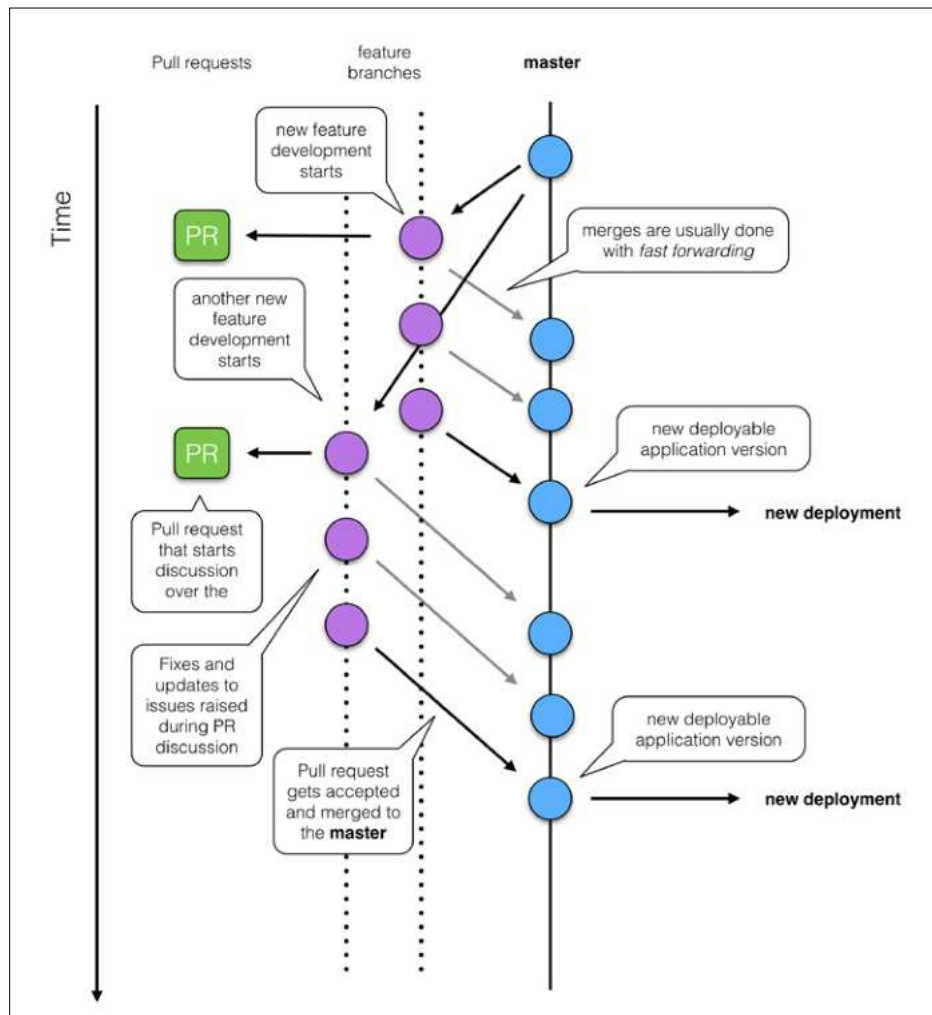 Pull requests
feature
branches
master
Time
new feature
development
starts
PR
merges are usually done
with fast forwarding
another new
feature
development
starts
PR
new deployable
application version
new deployment
Pull request
that starts
discussion
over the
Fixes and
updates to
issues raised
during PR
discussion
new deployable
application version
Pull request
gets accepted
and merged to
the master
new deployment